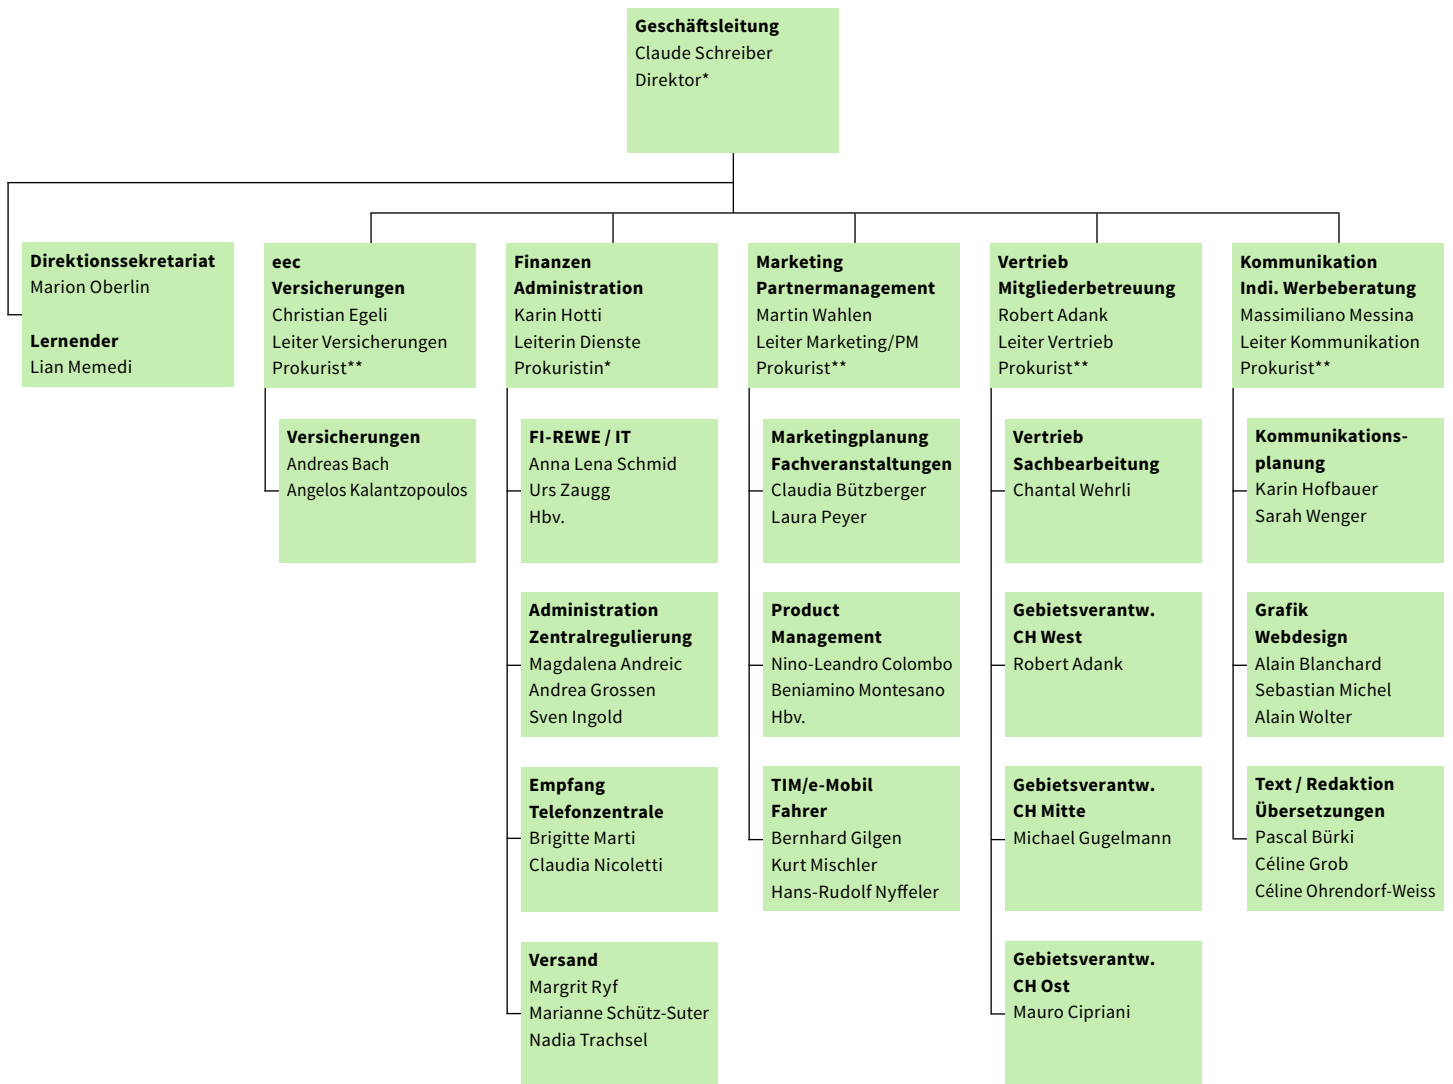 Geschäftsleitung
Claude Schreiber
Direktor*
Direktionssekretariat
Marion Oberlin
Lernender
Lian Memedi
eec
Versicherungen
Christian Egeli
Leiter Versicherungen
Prokurist**
Versicherungen
Andreas Bach
Angelos Kalantzopoulos
Finanzen
Administration
Karin Hotti
Leiterin Dienste
Prokuristin*
FI-REWE / IT
Anna Lena Schmid
Urs Zaugg
Hbv.
Administration
Zentralregulierung
Magdalena Andreic
Andrea Grossen
Sven Ingold
Empfang
Telefonzentrale
Brigitte Marti
Claudia Nicoletti
Versand
Margrit Ryf
Marianne Schütz-Suter
Nadia Trachsel
Marketing
Partnermanagement
Martin Wahlen
Leiter Marketing/PM
Prokurist**
Marketingplanung
Fachveranstaltungen
Claudia Bützberger
Laura Peyer
Product
Management
Nino-Leandro Colombo
Beniamino Montesano
Hbv.
TIM/e-Mobil
Fahrer
Bernhard Gilgen
Kurt Mischler
Hans-Rudolf Nyffeler
Vertrieb
Mitgliederbetreuung
Robert Adank
Leiter Vertrieb
Prokurist**
Vertrieb
Sachbearbeitung
Chantal Wehrli
Gebietsverantw.
CH West
Robert Adank
Gebietsverantw.
CH Mitte
Michael Gugelmann
Gebietsverantw.
CH Ost
Mauro Cipriani
Kommunikation
Indi. Werbeberatung
Massimiliano Messina
Leiter Kommunikation
Prokurist**
Kommunikations-
planung
Karin Hofbauer
Sarah Wenger
Grafik
Webdesign
Alain Blanchard
Sebastian Michel
Alain Wolter
Text / Redaktion
Übersetzungen
Pascal Bürki
Céline Grob
Céline Ohrendorf-Weiss